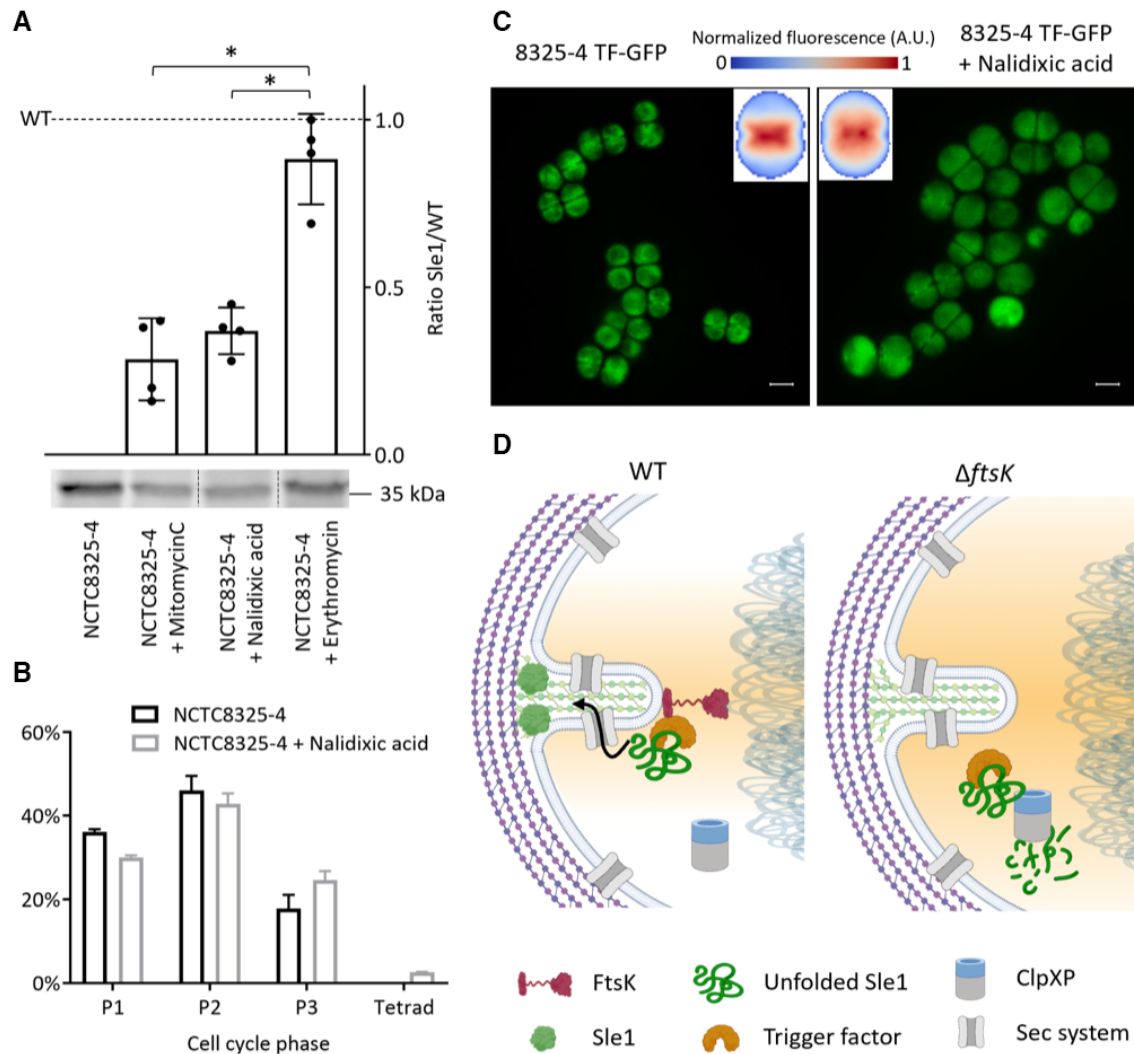 A
*
*
WT
1.0
0.5
0.0
Ratio Sle1/WT
35 kDa
NCTC8325-4
NCTC8325-4
+ MitomycinC
NCTC8325-4
+ Nalidixic acid
NCTC8325-4
+ Erythromycin
B
NCTC8325-4
NCTC8325-4 + Nalidixic acid
60%
40%
20%
0%
P1
P2
P3
Tetrad
Cell cycle phase
C
8325-4 TF-GFP
Normalized fluorescence (A.U.)
0
1
8325-4 TF-GFP
+ Nalidixic acid
D
WT
ΔftsK
FtsK
Unfolded Sle1
ClpXP
Sle1
Trigger factor
Sec system